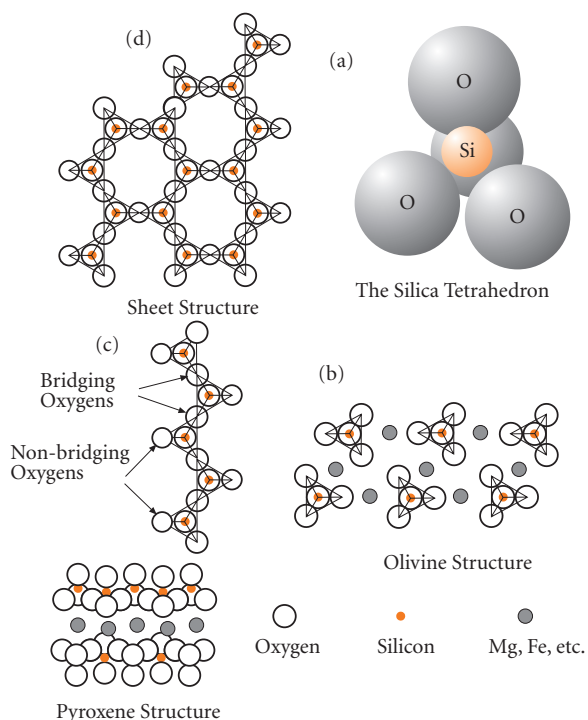 (d)
(a)
O
Si
O
O
Sheet Structure
The Silica Tetrahedron
(c)
Bridging
Oxygens
Non-bridging
Oxygens
(b)
Olivine Structure
Oxygen
Silicon
Mg, Fe, etc.
Pyroxene Structure